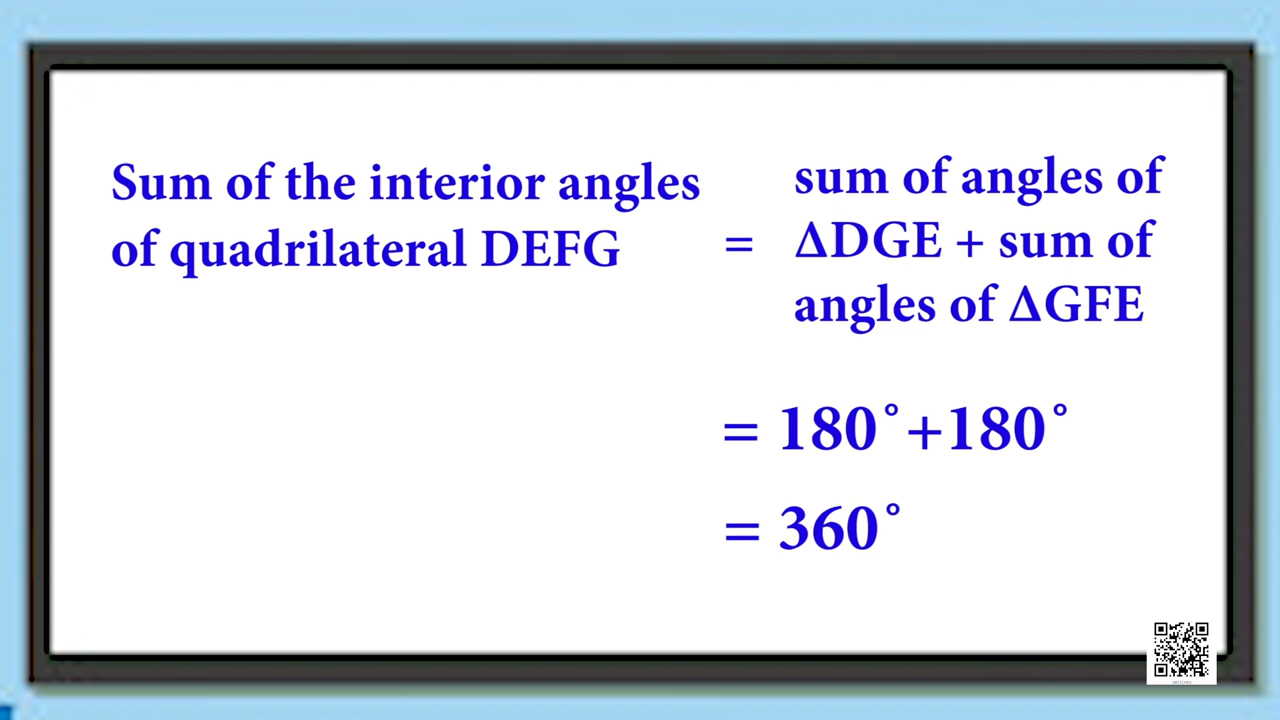 Sum of the interior angles
of quadrilateral DEFG
=
sum of angles of
ΔDGE + sum of
angles of ΔGFE
= 180°+180°
= 360°